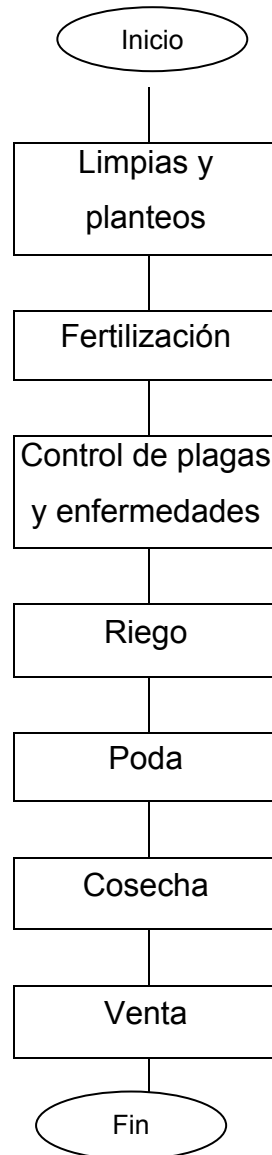 Inicio
Limpias y
planteos
Fertilización
Control de plagas
y enfermedades
Riego
Poda
Cosecha
Venta
Fin